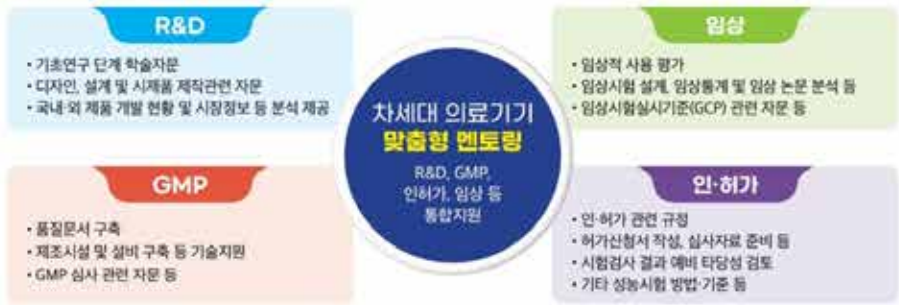 R&D
• 기초연구 단계 학술자문
• 디자인, 설계 및 시제품 제작관련 자문
• 국내·외 제품 개발 현황 및 시장정보 등 분석 제공
임상
• 임상적 사용 평가
• 임상시험 설계, 임상통계 및 임상 논문 분석 등
• 임상시험실시기준(GCP) 관련 자문 등
차세대 의료기기
맞춤형 멘토링
R&D, GMP,
인허가, 임상 등
통합지원
GMP
• 품질문서 구축
• 제조시설 및 설비 구축 등 기술지원
• GMP 심사 관련 자문 등
인·허가
• 인·허가 관련 규정
• 허가신청서 작성, 심사자료 준비 등
• 시험검사 결과 예비 타당성 검토
• 기타 성능시험 방법·기준 등